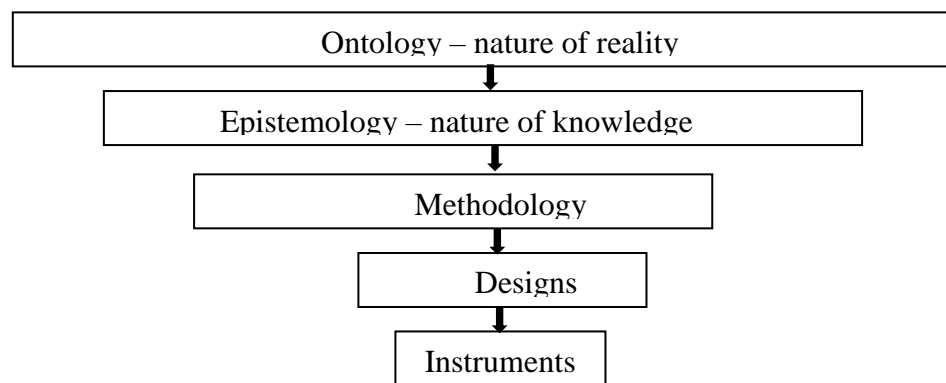 Ontology – nature of reality
Epistemology – nature of knowledge
Methodology
Designs
Instruments